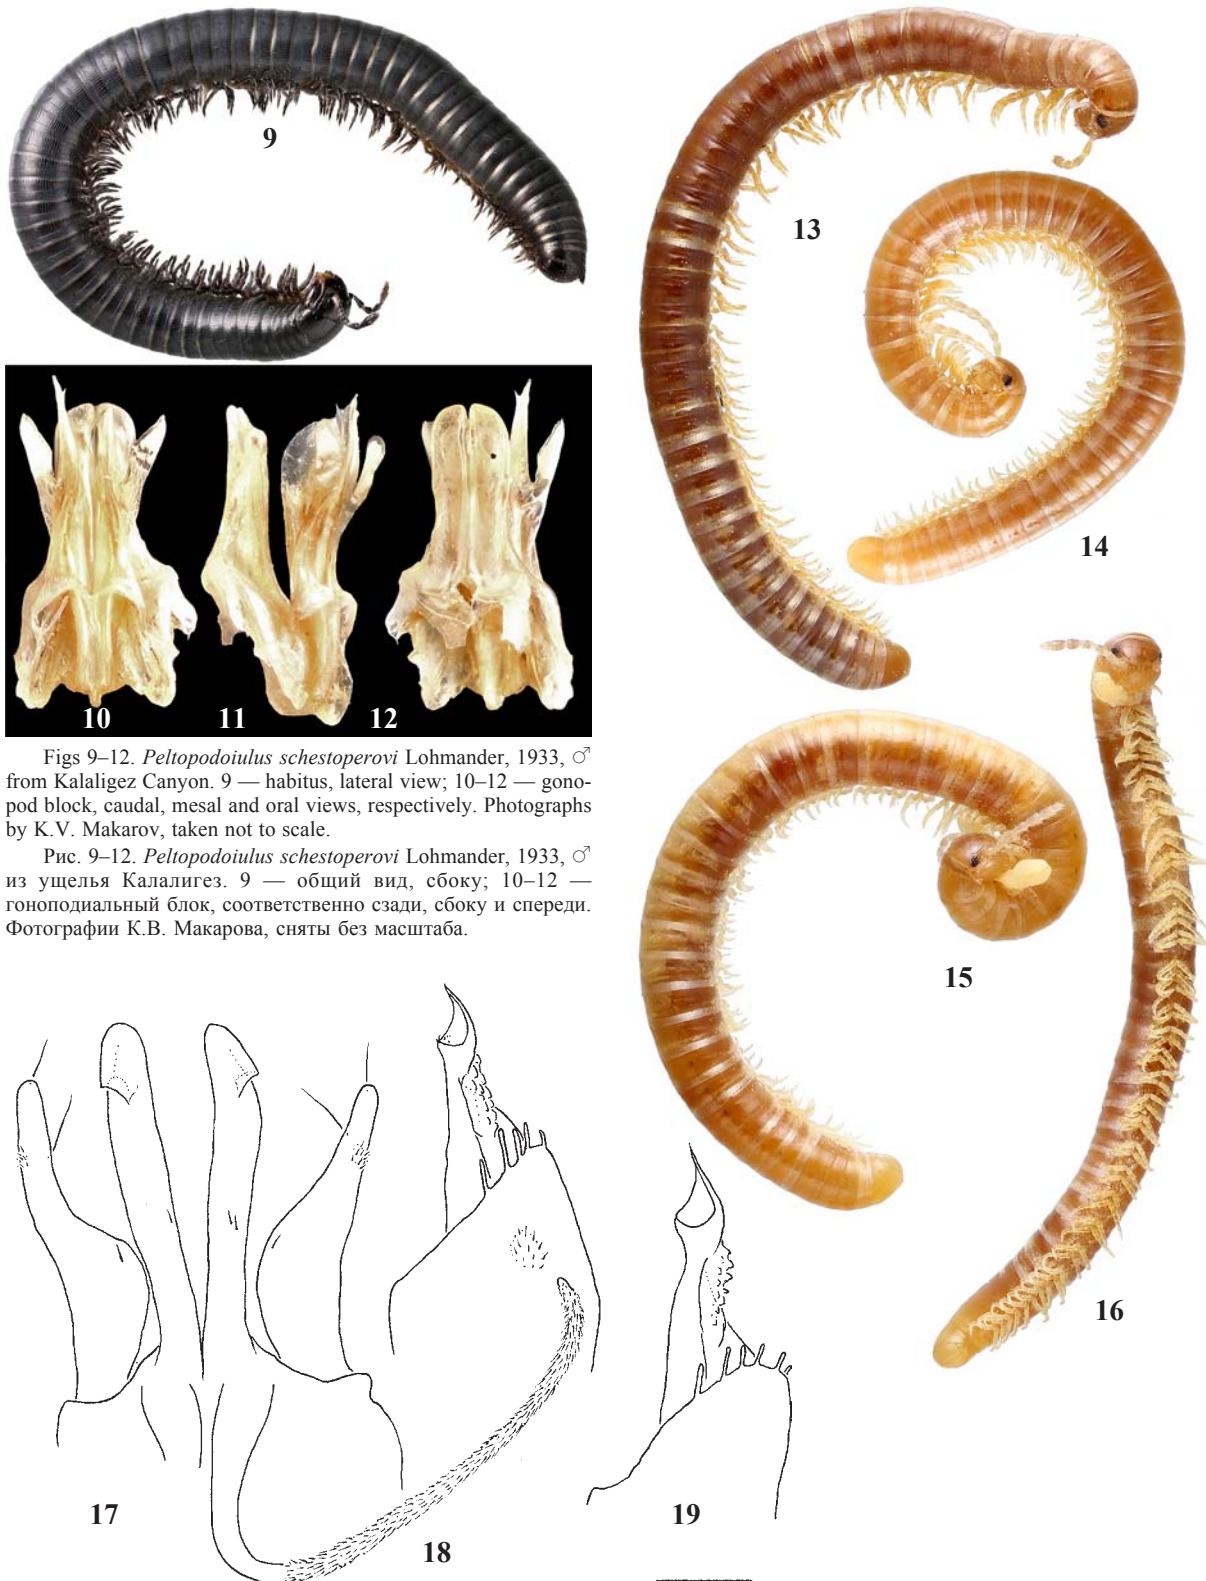 9
13
14
10
11
12
Figs 9–12. Peltopodoiulus schestoperovi Lohmander, 1933, ♂
from Kalaligez Canyon. 9 — habitus, lateral view; 10–12 — gono-
pod block, caudal, mesal and oral views, respectively. Photographs
by K.V. Makarov, taken not to scale.
Рис. 9–12. Peltopodoiulus schestoperovi Lohmander, 1933, ♂
из ущелья Калалигез. 9 — общий вид, сбоку; 10–12 —
гоноподиальный блок, соответственно сзади, сбоку и спереди.
Фотографии К.В. Макарова, сняты без масштаба.
15
16
17
18
19